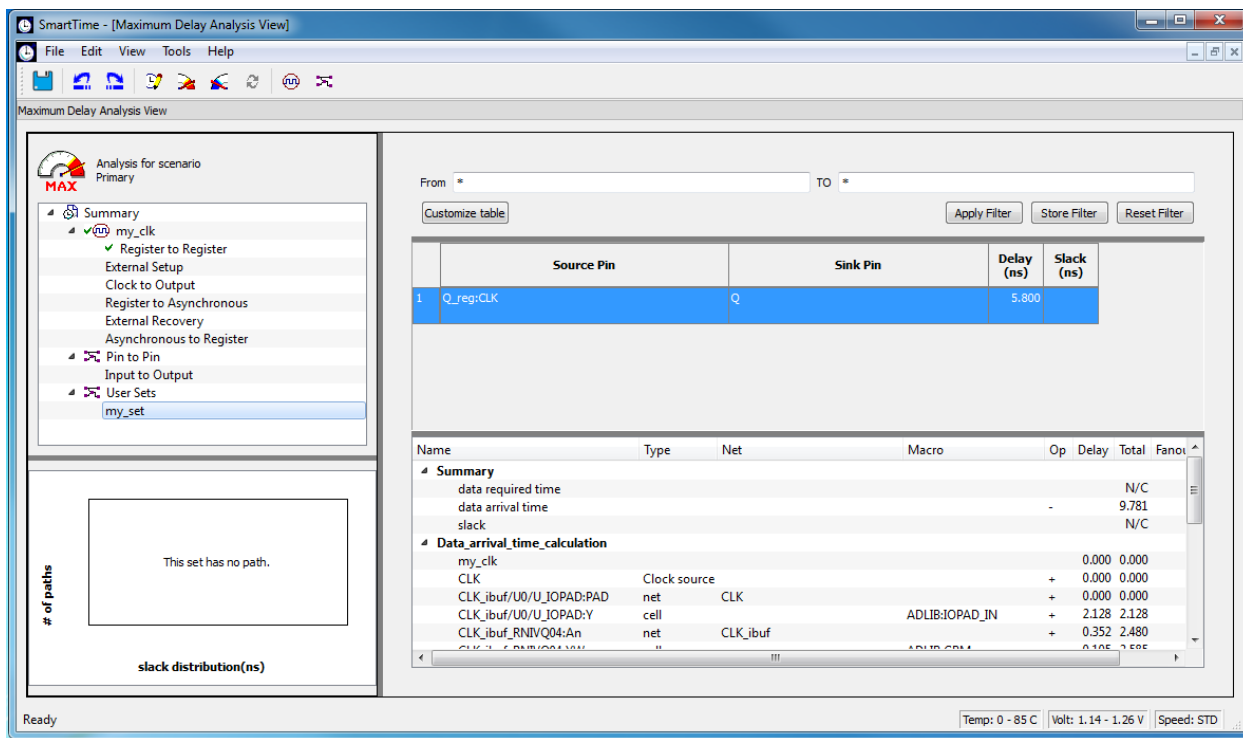 SmartTime - [Maximum Delay Analysis View]
File Edit View Tools Help
Maximum Delay Analysis View
Analysis for scenario
Primary
MAX
Summary
my_clk
Register to Register
External Setup
Clock to Output
Register to Asynchronous
External Recovery
Asynchronous to Register
Pin to Pin
Input to Output
User Sets
my_set
# of paths
This set has no path.
slack distribution(ns)
From * TO *
Customize table Apply Filter Store Filter Reset Filter
Source Pin Sink Pin Delay (ns) Slack (ns)
1 Q_reg:CLK Q 5.800
Name Type Net Macro Op Delay Total Fanou
Summary
data required time N/C
data arrival time - 9.781
slack N/C
Data_arrival_time_calculation
my_clk 0.000 0.000
CLK Clock source + 0.000 0.000
CLK_ibuf/U0/U_IOPAD:PAD net CLK + 0.000 0.000
CLK_ibuf/U0/U_IOPAD:Y cell ADLIB:IOPAD_IN + 2.128 2.128
CLK_ibuf_RNIVQ04:An net CLK_ibuf + 0.352 2.480
Ready Temp: 0 - 85 C Volt: 1.14 - 1.26 V Speed: STD